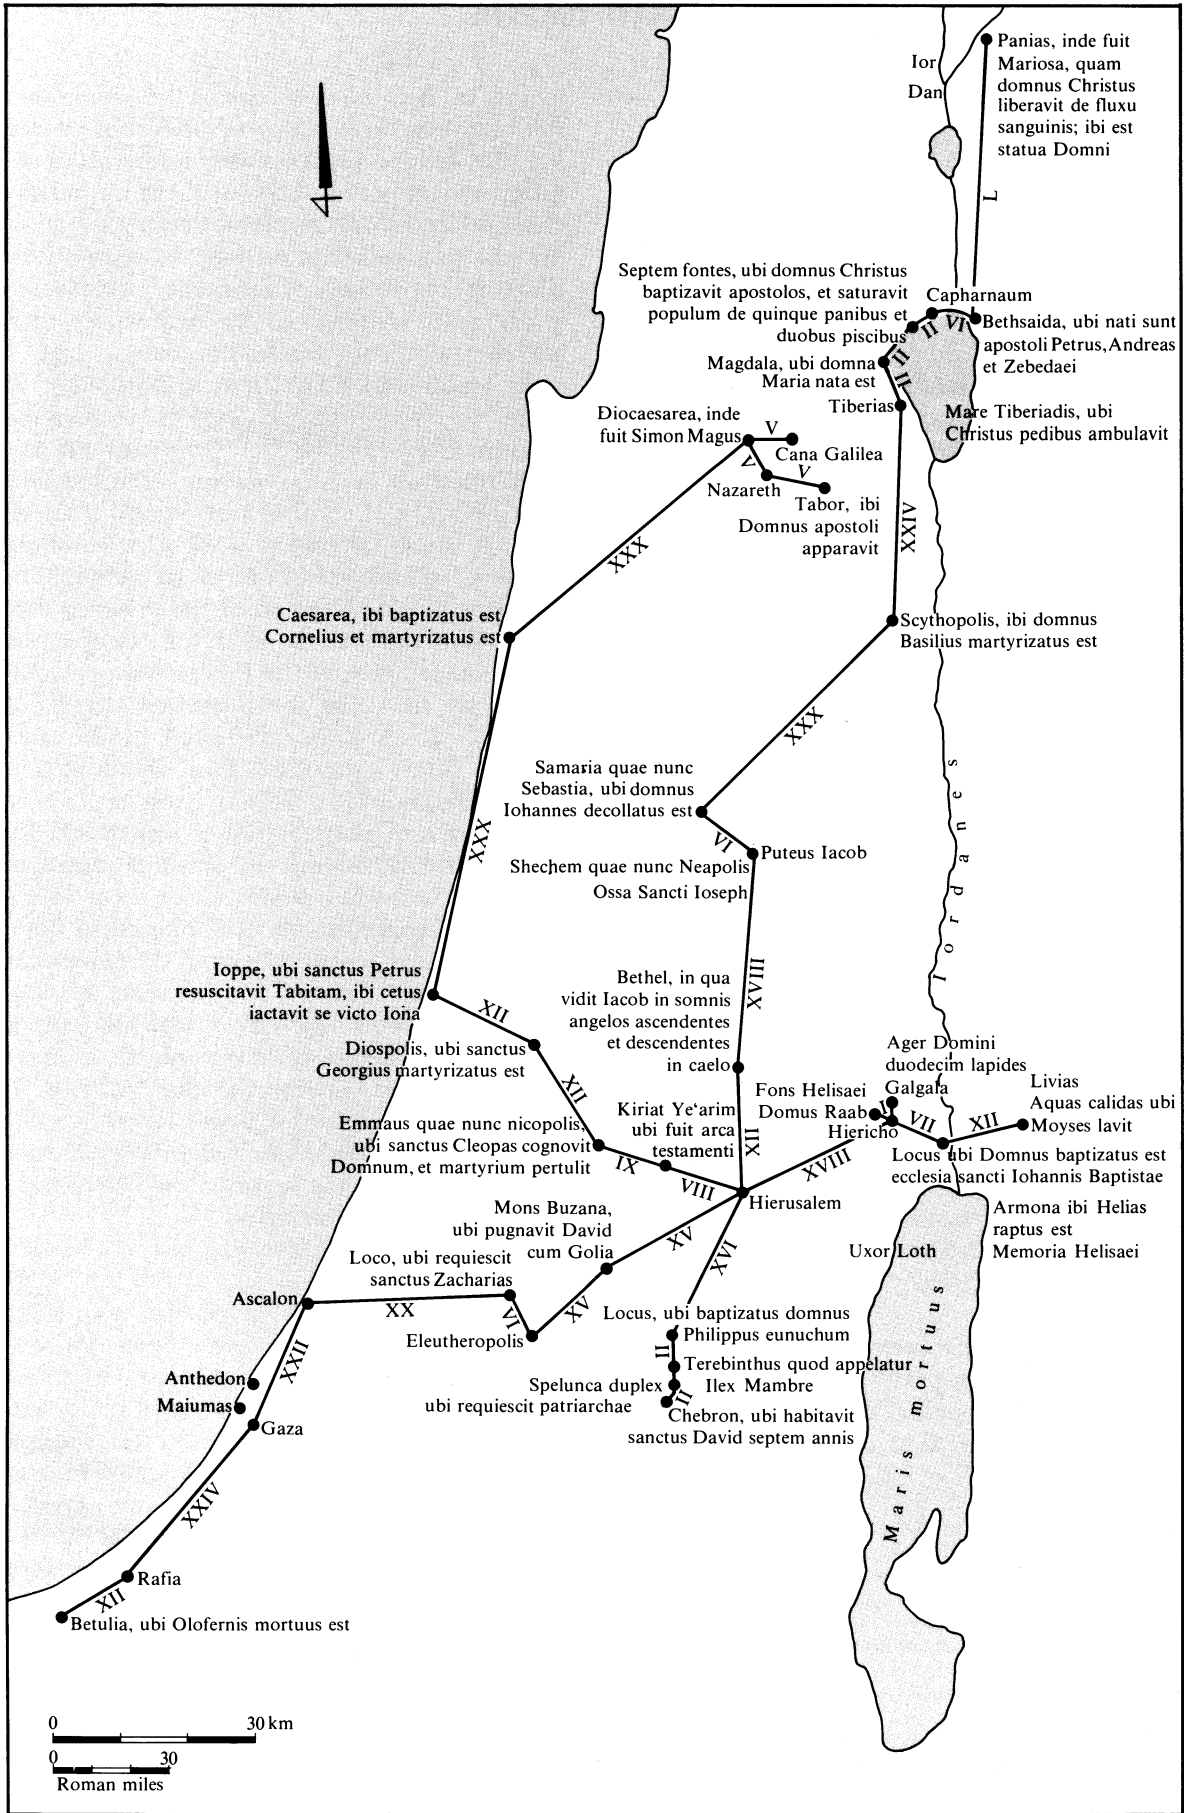 Panias, inde fuit
Mariosa, quam
domnus Christus
liberavit de fluxu
sanguinis; ibi est
statua Domni
Ior
Dan
L
Septem fontes, ubi domnus Christus
baptizavit apostolos, et saturavit
populum de quinque panibus et
duobus piscibus
Capharnaum
II
VI
Bethsaida, ubi nati sunt
apostoli Petrus, Andreas
et Zebedaei
Magdala, ubi domna
Maria nata est
II
II
Tiberias
Mare Tiberiadis, ubi
Christus pedibus ambulavit
Diocaesarea, inde
fuit Simon Magus
V
Cana Galilea
V
V
Nazareth
Tabor, ibi
Domnus apostoli
apparavit
XXIV
XXX
Caesarea, ibi baptizatus est
Cornelius et martyrizatus est
Scythopolis, ibi domnus
Basilius martyrizatus est
XXX
Samaria quae nunc
Sebastia, ubi domnus
Iohannes decollatus est
VI
Puteus Iacob
Shechem quae nunc Neapolis
Ossa Sancti Ioseph
Iordanes
XXX
XVIII
Ioppe, ubi sanctus Petrus
resuscitavit Tabitam, ibi cetus
iactavit se victo Iona
XII
Bethel, in qua
vidit Iacob in somnis
angelos ascendentes
et descendentes
in caelo
Diospolis, ubi sanctus
Georgius martyrizatus est
XII
Ager Domini
duodecim lapides
Galgala
Fons Helisaei
Domus Raab
I
Hiericho
VII
XII
Livias
Aquas calidas ubi
Moyses lavit
Kiriat Ye‘arim
ubi fuit arca
testamenti
XII
Emmaus quae nunc nicopolis,
ubi sanctus Cleopas cognovit
Domnum, et martyrium pertulit
IX
VIII
XVIII
Locus ubi Domnus baptizatus est
ecclesia sancti Iohannis Baptistae
Hierusalem
Mons Buzana,
ubi pugnavit David
cum Golia
XV
XVI
Armona ibi Helias
raptus est
Memoria Helisaei
Uxor Loth
Loco, ubi requiescit
sanctus Zacharias
Ascalon
XX
VI
XV
Eleutheropolis
Locus, ubi baptizatus domnus
Philippus eunuchum
II
Terebinthus quod appelatur
Ilex Mambre
Spelunca duplex
ubi requiescit patriarchae
II
Chebron, ubi habitavit
sanctus David septem annis
Maris mortuus
XXII
Anthedon
Maiumas
Gaza
XXIV
Rafia
XII
Betulia, ubi Olofernis mortuus est
0 30 km
0 30
Roman miles